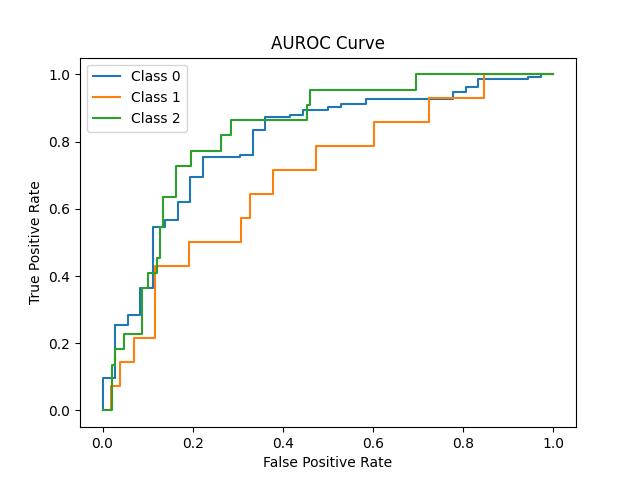 AUROC Curve
Class 0
Class 1
Class 2
True Positive Rate
1.0
0.8
0.6
0.4
0.2
0.0
0.0 0.2 0.4 0.6 0.8 1.0
False Positive Rate